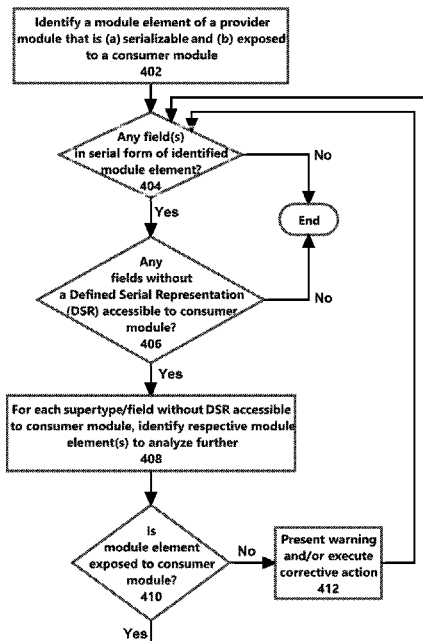 Identify a module element of a provider
module that is (a) serializable and (b) exposed
to a consumer module
402
Any field(s)
in serial form of identified
module element?
404
No
Yes
End
Any
fields without
a Defined Serial Representation
(DSR) accessible to consumer
module?
406
No
Yes
For each supertype/field without DSR accessible
to consumer module, identify respective module
element(s) to analyze further
408
Is
module element
exposed to consumer
module?
410
No
Present warning
and/or execute
corrective action
412
Yes